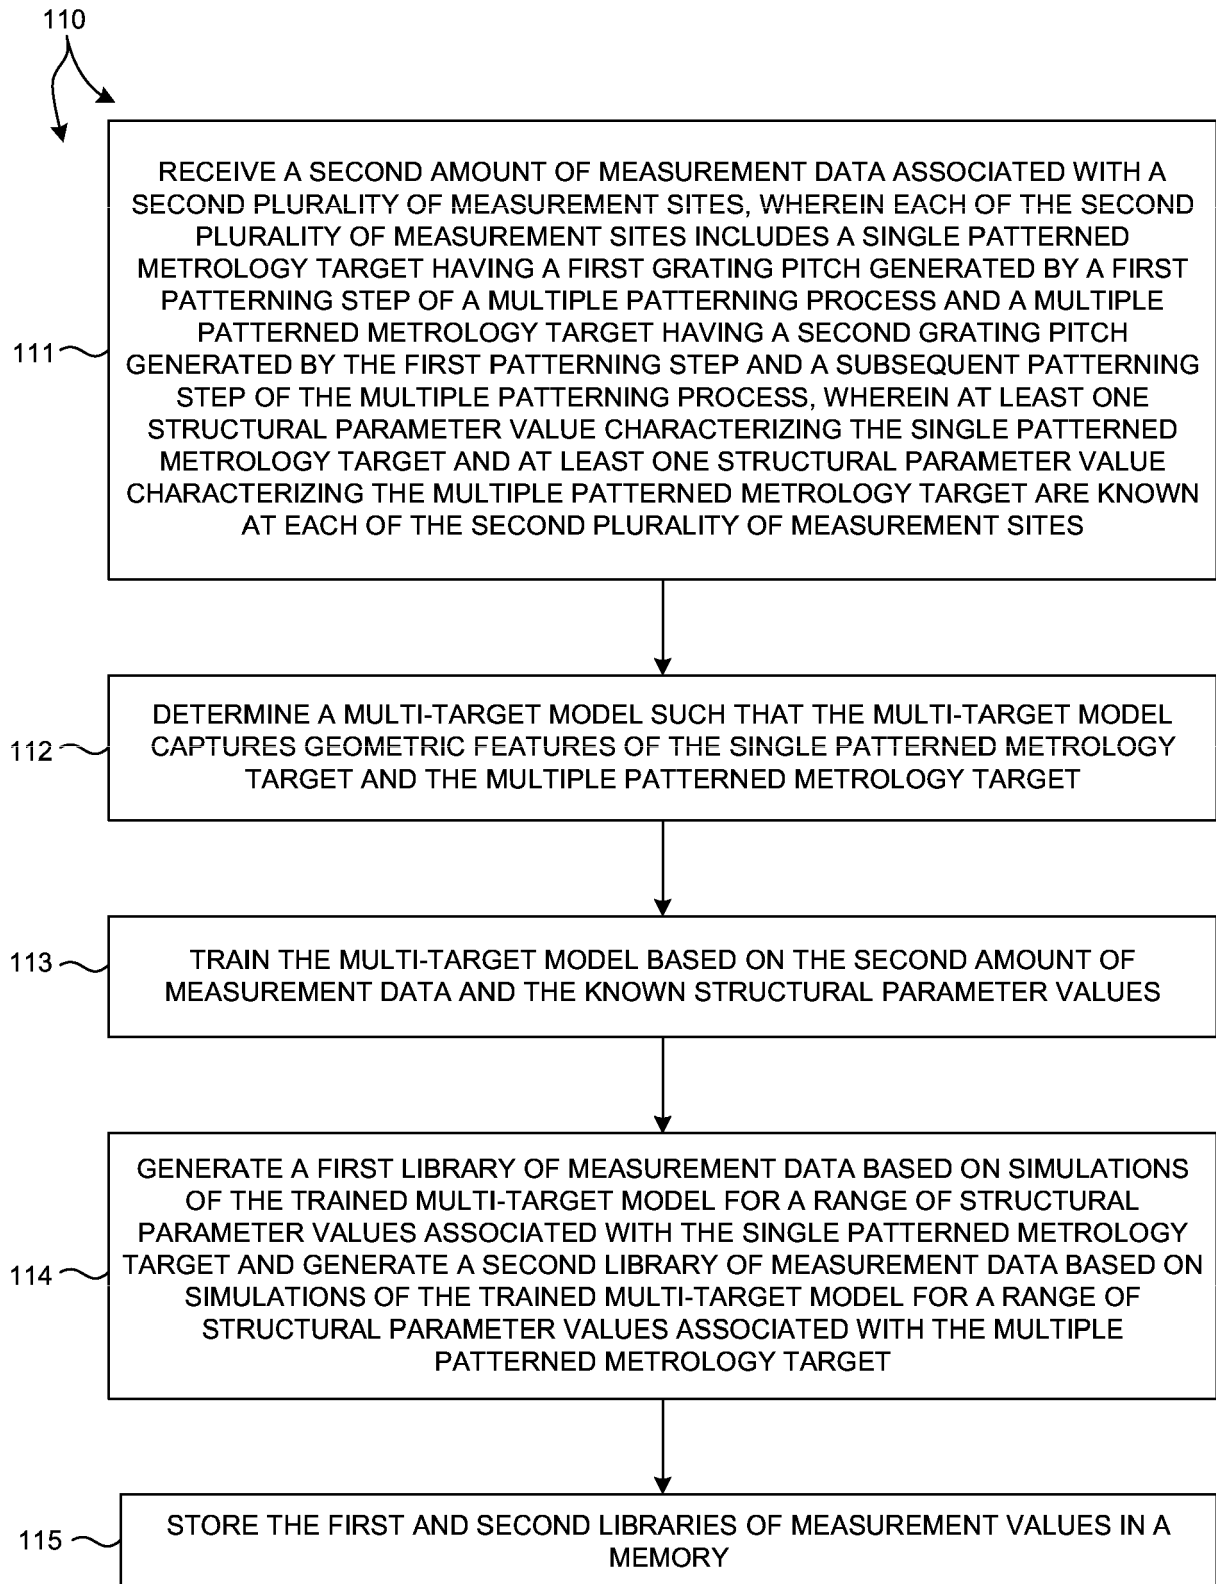 110
RECEIVE A SECOND AMOUNT OF MEASUREMENT DATA ASSOCIATED WITH A
SECOND PLURALITY OF MEASUREMENT SITES, WHEREIN EACH OF THE SECOND
PLURALITY OF MEASUREMENT SITES INCLUDES A SINGLE PATTERNED
METROLOGY TARGET HAVING A FIRST GRATING PITCH GENERATED BY A FIRST
PATTERNING STEP OF A MULTIPLE PATTERNING PROCESS AND A MULTIPLE
PATTERNED METROLOGY TARGET HAVING A SECOND GRATING PITCH
GENERATED BY THE FIRST PATTERNING STEP AND A SUBSEQUENT PATTERNING
STEP OF THE MULTIPLE PATTERNING PROCESS, WHEREIN AT LEAST ONE
STRUCTURAL PARAMETER VALUE CHARACTERIZING THE SINGLE PATTERNED
METROLOGY TARGET AND AT LEAST ONE STRUCTURAL PARAMETER VALUE
CHARACTERIZING THE MULTIPLE PATTERNED METROLOGY TARGET ARE KNOWN
AT EACH OF THE SECOND PLURALITY OF MEASUREMENT SITES
111
DETERMINE A MULTI-TARGET MODEL SUCH THAT THE MULTI-TARGET MODEL
CAPTURES GEOMETRIC FEATURES OF THE SINGLE PATTERNED METROLOGY
TARGET AND THE MULTIPLE PATTERNED METROLOGY TARGET
112
TRAIN THE MULTI-TARGET MODEL BASED ON THE SECOND AMOUNT OF
MEASUREMENT DATA AND THE KNOWN STRUCTURAL PARAMETER VALUES
113
GENERATE A FIRST LIBRARY OF MEASUREMENT DATA BASED ON SIMULATIONS
OF THE TRAINED MULTI-TARGET MODEL FOR A RANGE OF STRUCTURAL
PARAMETER VALUES ASSOCIATED WITH THE SINGLE PATTERNED METROLOGY
TARGET AND GENERATE A SECOND LIBRARY OF MEASUREMENT DATA BASED ON
SIMULATIONS OF THE TRAINED MULTI-TARGET MODEL FOR A RANGE OF
STRUCTURAL PARAMETER VALUES ASSOCIATED WITH THE MULTIPLE
PATTERNED METROLOGY TARGET
114
STORE THE FIRST AND SECOND LIBRARIES OF MEASUREMENT VALUES IN A
MEMORY
115